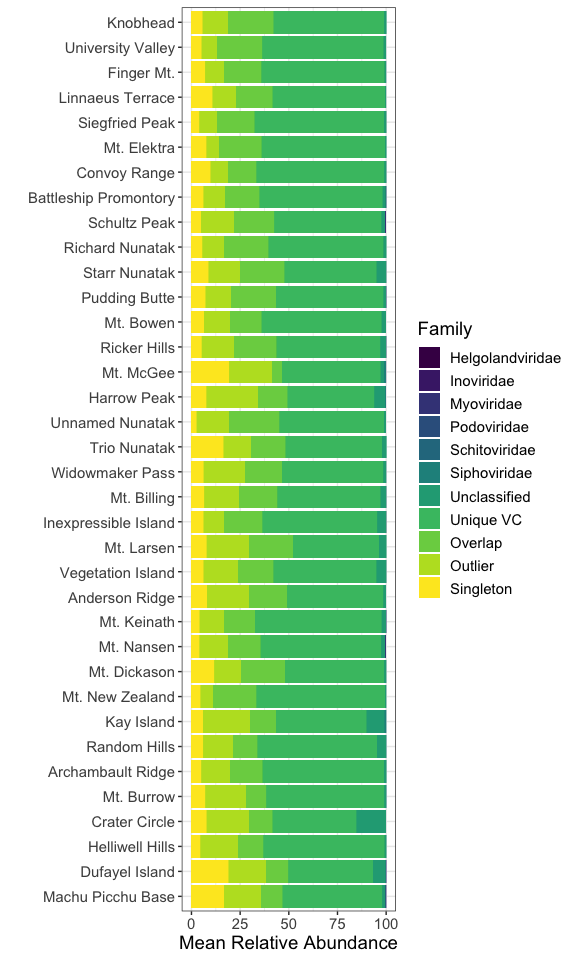 Knobhead
University Valley
Finger Mt.
Linnaeus Terrace
Siegfried Peak
Mt. Elektra
Convoy Range
Battleship Promontory
Schultz Peak
Richard Nunatak
Starr Nunatak
Pudding Butte
Mt. Bowen
Ricker Hills
Mt. McGee
Harrow Peak
Unnamed Nunatak
Trio Nunatak
Widowmaker Pass
Mt. Billing
Inexpressible Island
Mt. Larsen
Vegetation Island
Anderson Ridge
Mt. Keinath
Mt. Nansen
Mt. Dickason
Mt. New Zealand
Kay Island
Random Hills
Archambault Ridge
Mt. Burrow
Crater Circle
Helliwell Hills
Dufayel Island
Machu Picchu Base
0 25 50 75 100
Mean Relative Abundance
Family
Helgolandviridae
Inoviridae
Myoviridae
Podoviridae
Schitoviridae
Siphoviridae
Unclassified
Unique VC
Overlap
Outlier
Singleton